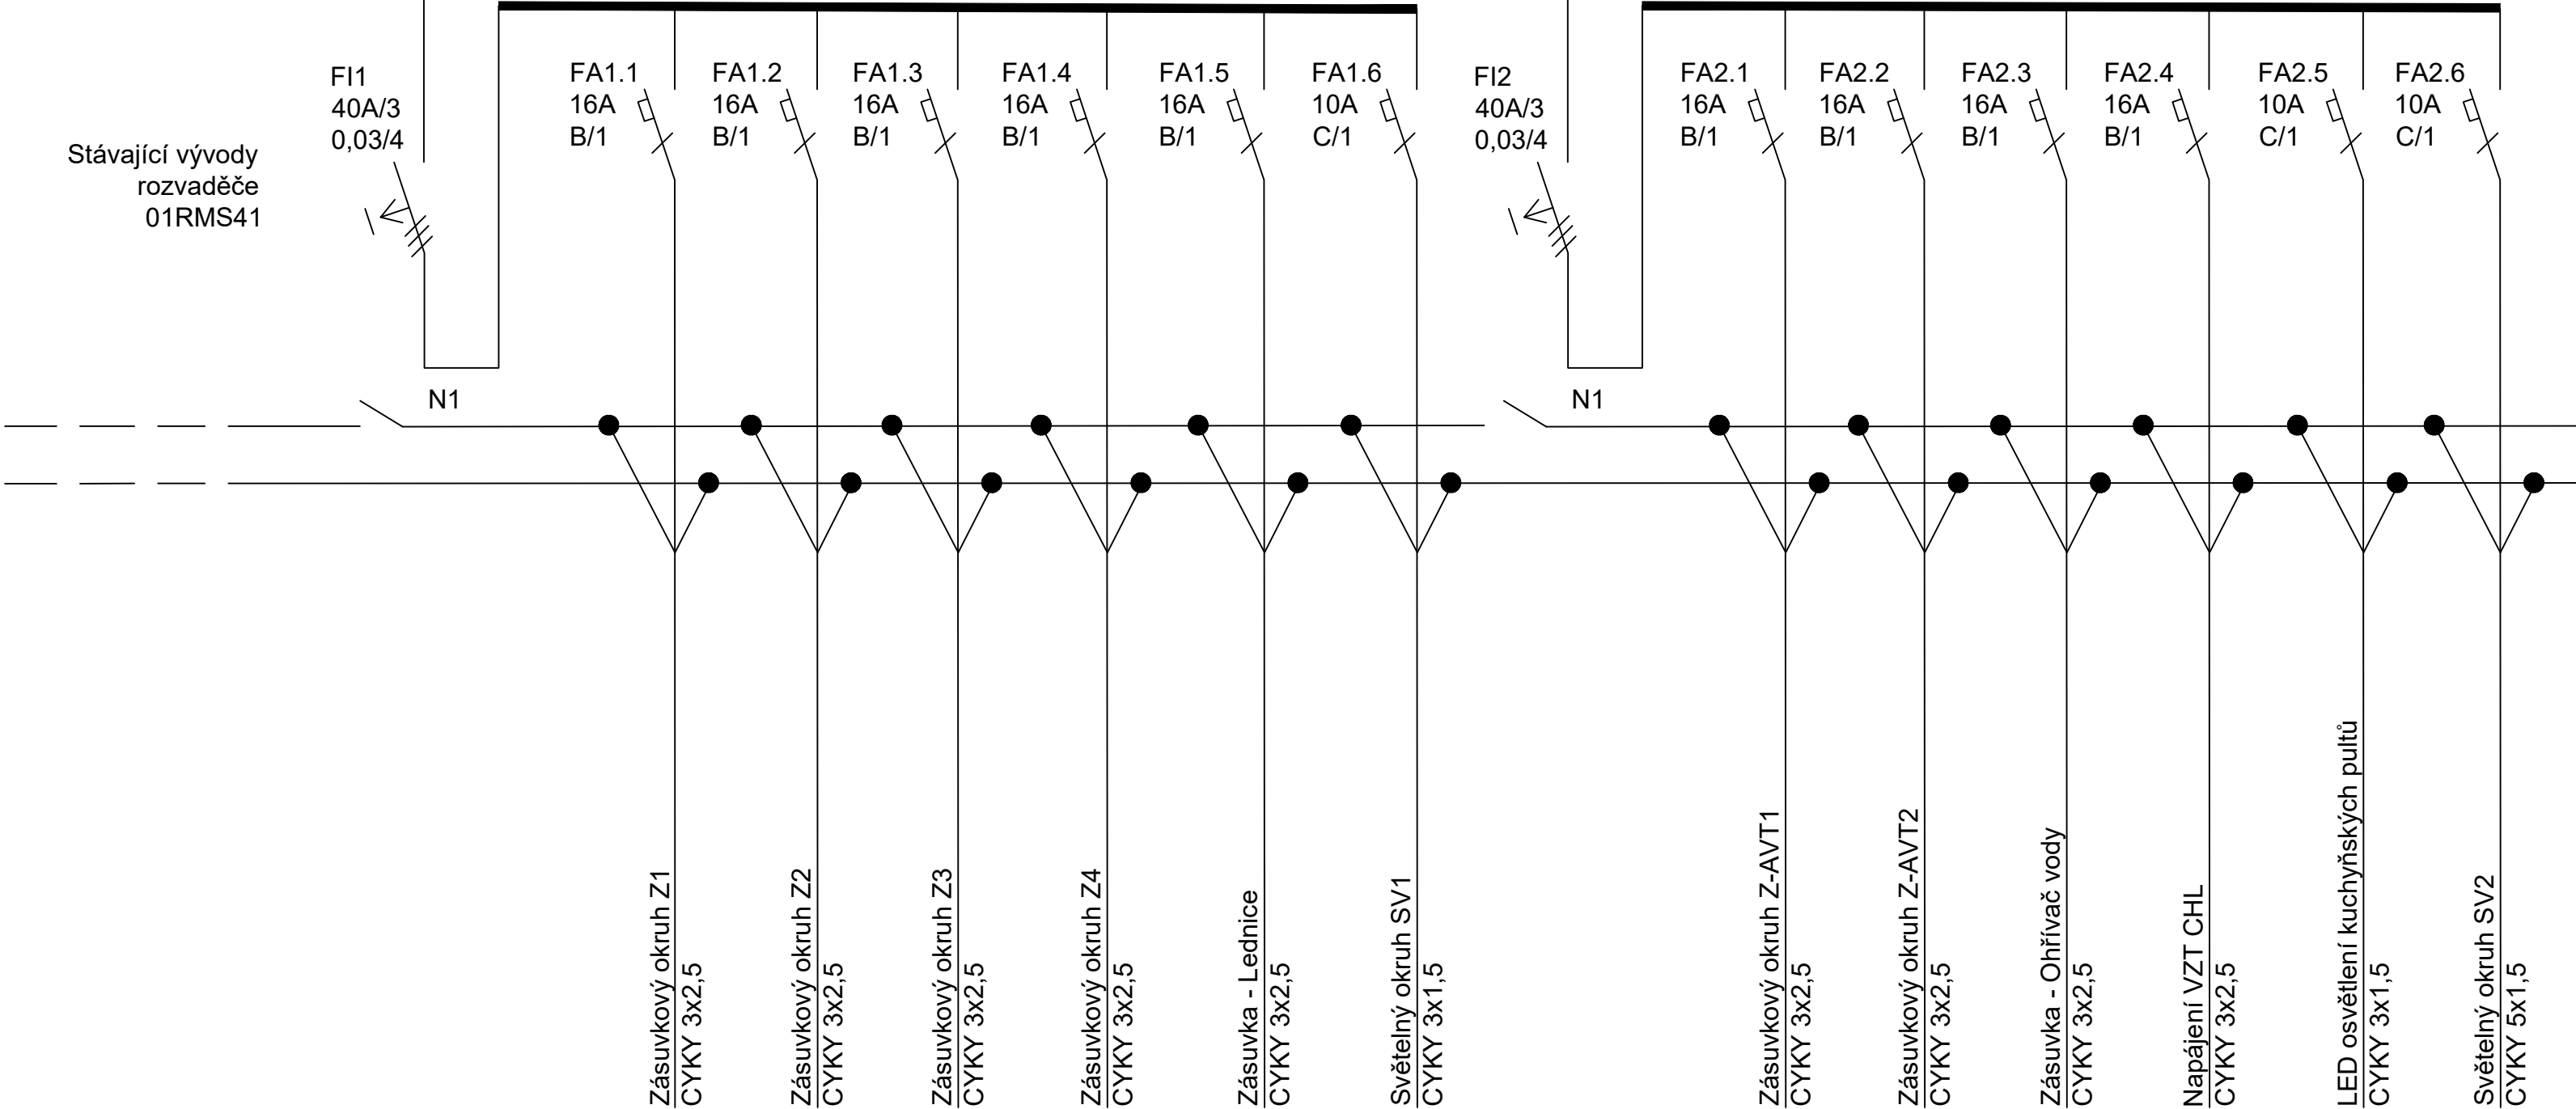 Stávající vývody
rozvaděče
01RMS41
FI1
40A/3
0,03/4
FA1.1
16A
B/1
FA1.2
16A
B/1
FA1.3
16A
B/1
FA1.4
16A
B/1
FA1.5
16A
B/1
FA1.6
10A
C/1
FI2
40A/3
0,03/4
FA2.1
16A
B/1
FA2.2
16A
B/1
FA2.3
16A
B/1
FA2.4
16A
B/1
FA2.5
10A
C/1
FA2.6
10A
C/1
N1
N1
Zásuvkový okruh Z1
CYKY 3x2,5
Zásuvkový okruh Z2
CYKY 3x2,5
Zásuvkový okruh Z3
CYKY 3x2,5
Zásuvkový okruh Z4
CYKY 3x2,5
Zásuvka - Lednice
CYKY 3x2,5
Světelný okruh SV1
CYKY 3x1,5
Zásuvkový okruh Z-AVT1
CYKY 3x2,5
Zásuvkový okruh Z-AVT2
CYKY 3x2,5
Zásuvka - Ohřívač vody
CYKY 3x2,5
Napájení VZT CHL
CYKY 3x2,5
LED osvětlení kuchyňských pultů
CYKY 3x1,5
Světelný okruh SV2
CYKY 5x1,5